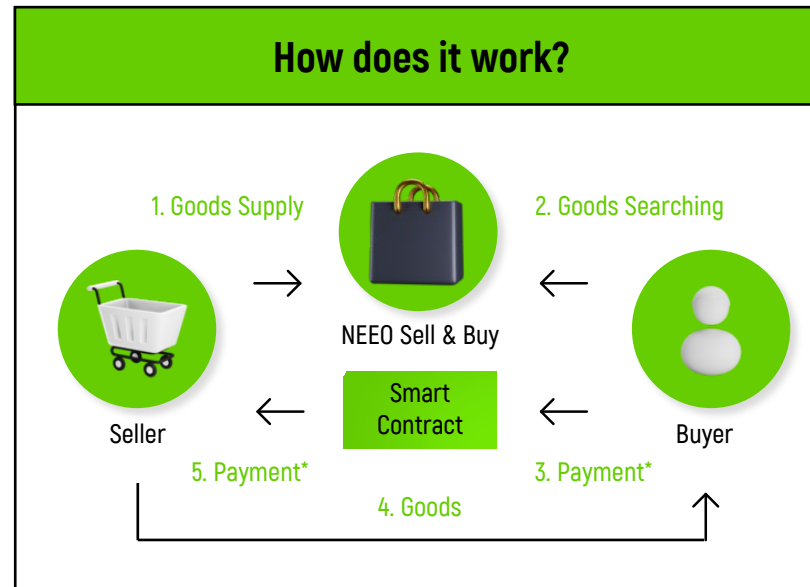 How does it work?
1. Goods Supply
2. Goods Searching
NEEO Sell & Buy
Smart
Contract
Seller
Buyer
5. Payment*
3. Payment*
4. Goods